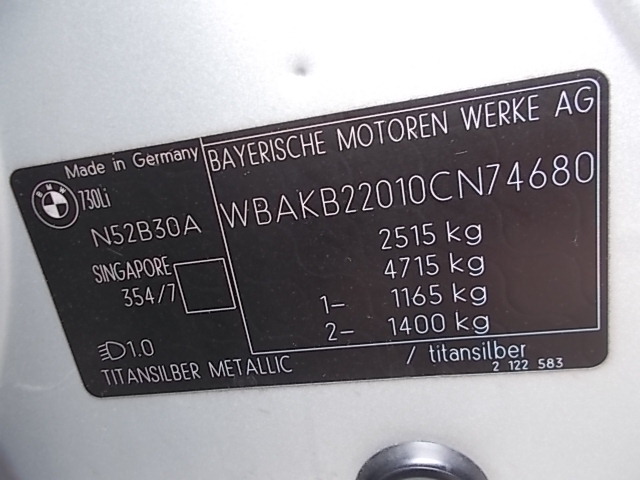 Made in Germany
BMW
730Li
N52B30A
SINGAPORE
354/7
1.0
TITANSILBER METALLIC
BAYERISCHE MOTOREN WERKE AG
WBAKB22010CN74680
2515 kg
4715 kg
1- 1165 kg
2- 1400 kg
/ titansilber
2 122 583